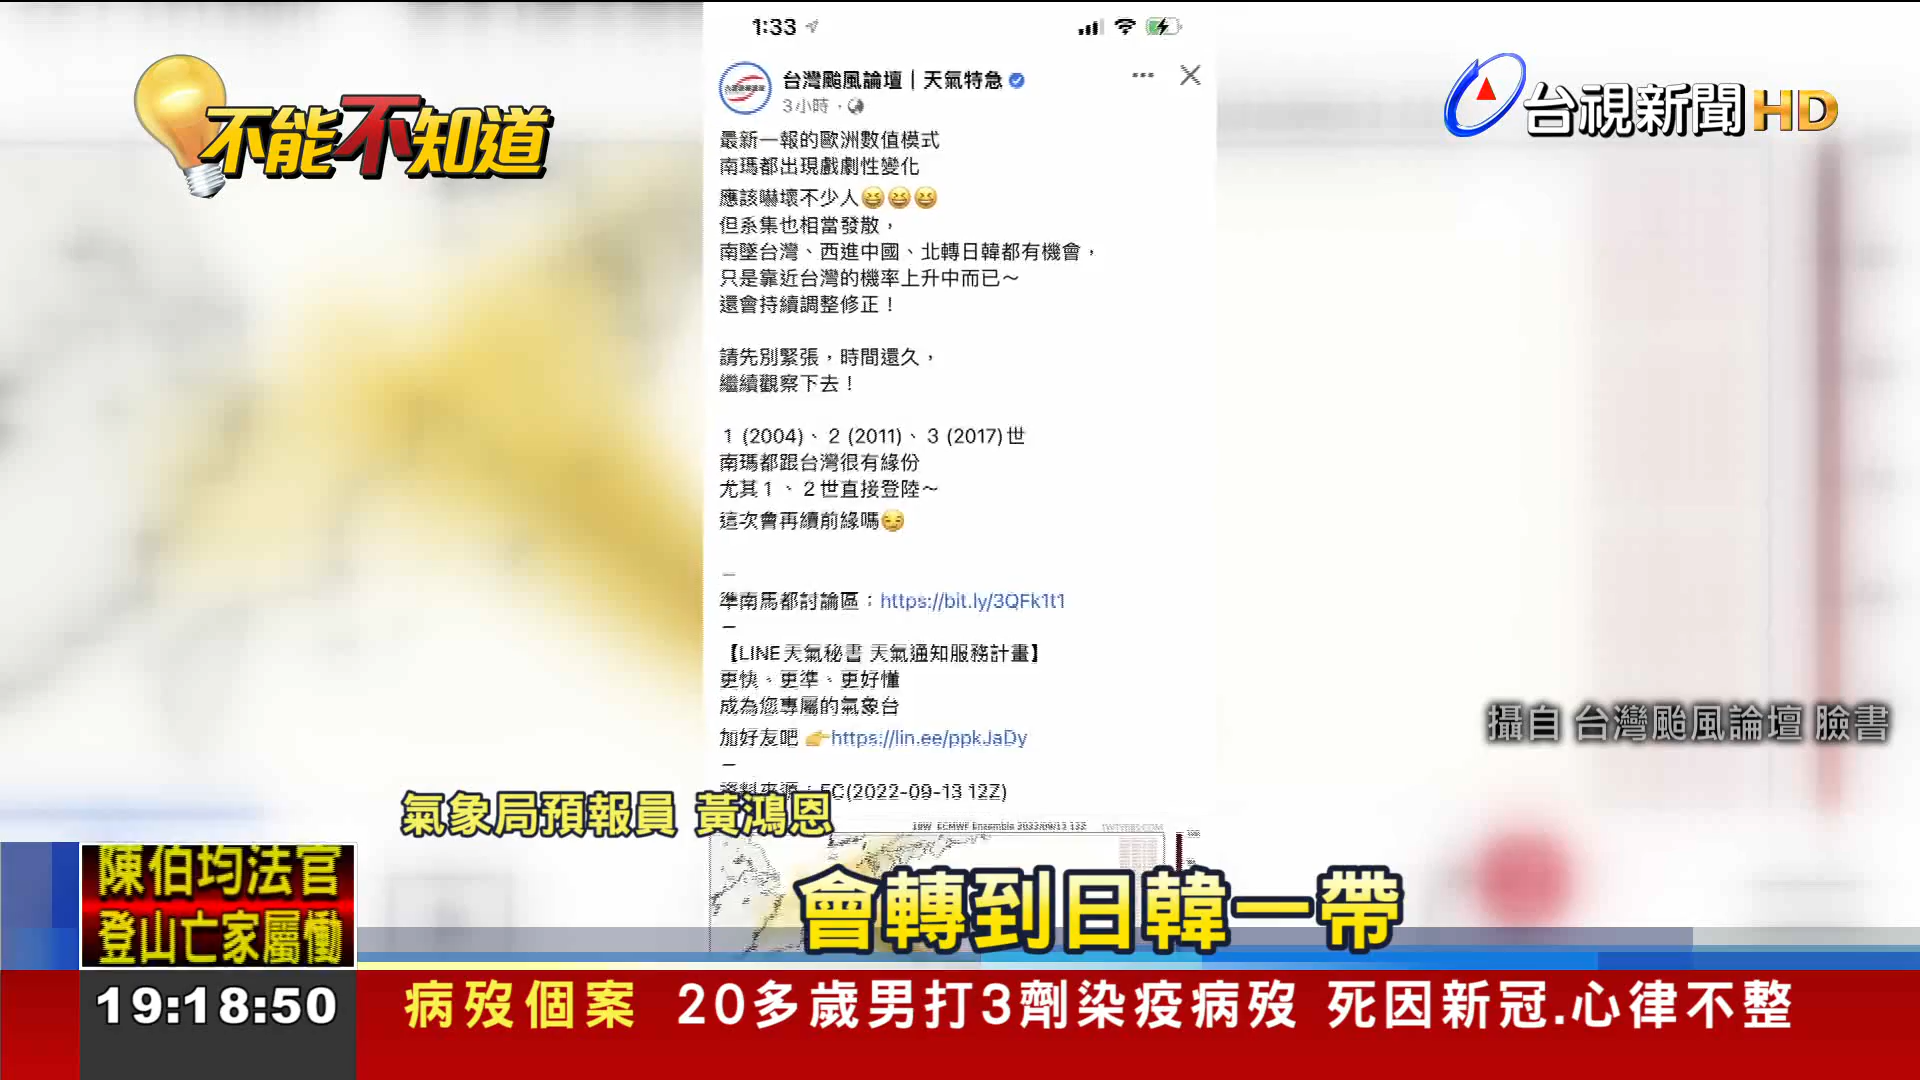 1:33
不能不知道
台視新聞HD
台灣颱風論壇｜天氣特急
3小時
最新一報的歐洲數值模式
南瑪都出現戲劇性變化
應該嚇壞不少人😆😆😆
但系集也相當發散，
南墜台灣、西進中國、北轉日韓都有機會，
只是靠近台灣的機率上升中而已～
還會持續調整修正！
請先別緊張，時間還久，
繼續觀察下去！
1 (2004)、2 (2011)、3 (2017)世
南瑪都跟台灣很有緣份
尤其1、2世直接登陸～
這次會再續前緣嗎😏
—
準南馬都討論區：https://bit.ly/3QFk1t1
—
【LINE天氣秘書 天氣通知服務計畫】
更快、更準、更好懂
成為您專屬的氣象台
加好友吧 👉https://lin.ee/ppkJaDy
—
資料來源：EC(2022-09-13 12Z)
攝自 台灣颱風論壇 臉書
氣象局預報員 黃鴻恩
會轉到日韓一帶
陳伯均法官
登山亡家屬慟
19:18:50
病歿個案 20多歲男打3劑染疫病歿 死因新冠.心律不整